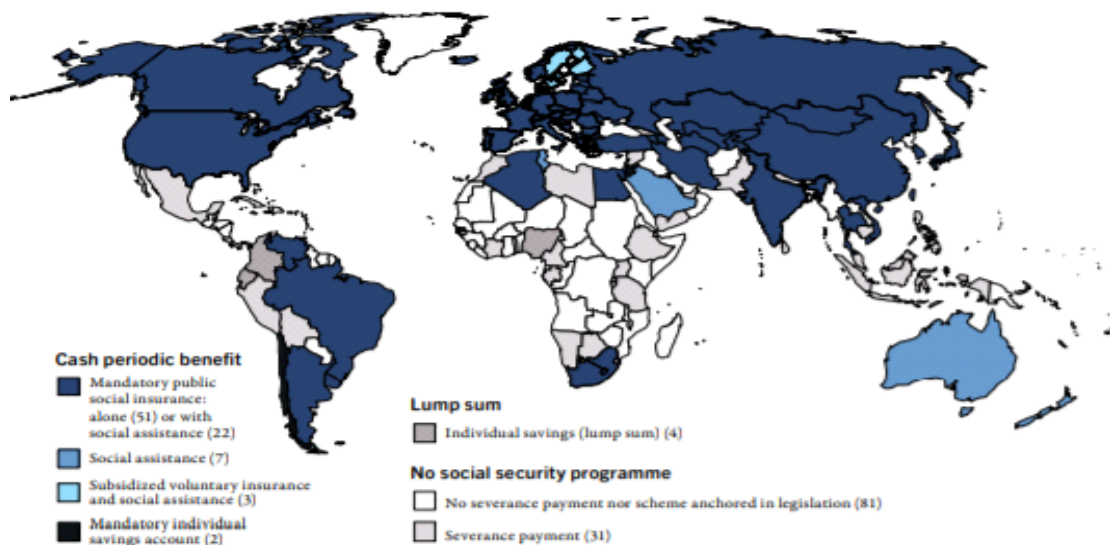 Cash periodic benefit
Mandatory public
social insurance:
alone (51) or with
social assistance (22)
Social assistance (7)
Subsidized voluntary insurance
and social assistance (3)
Mandatory individual
savings account (2)
Lump sum
Individual savings (lump sum) (4)
No social security programme
No severance payment nor scheme anchored in legislation (81)
Severance payment (31)